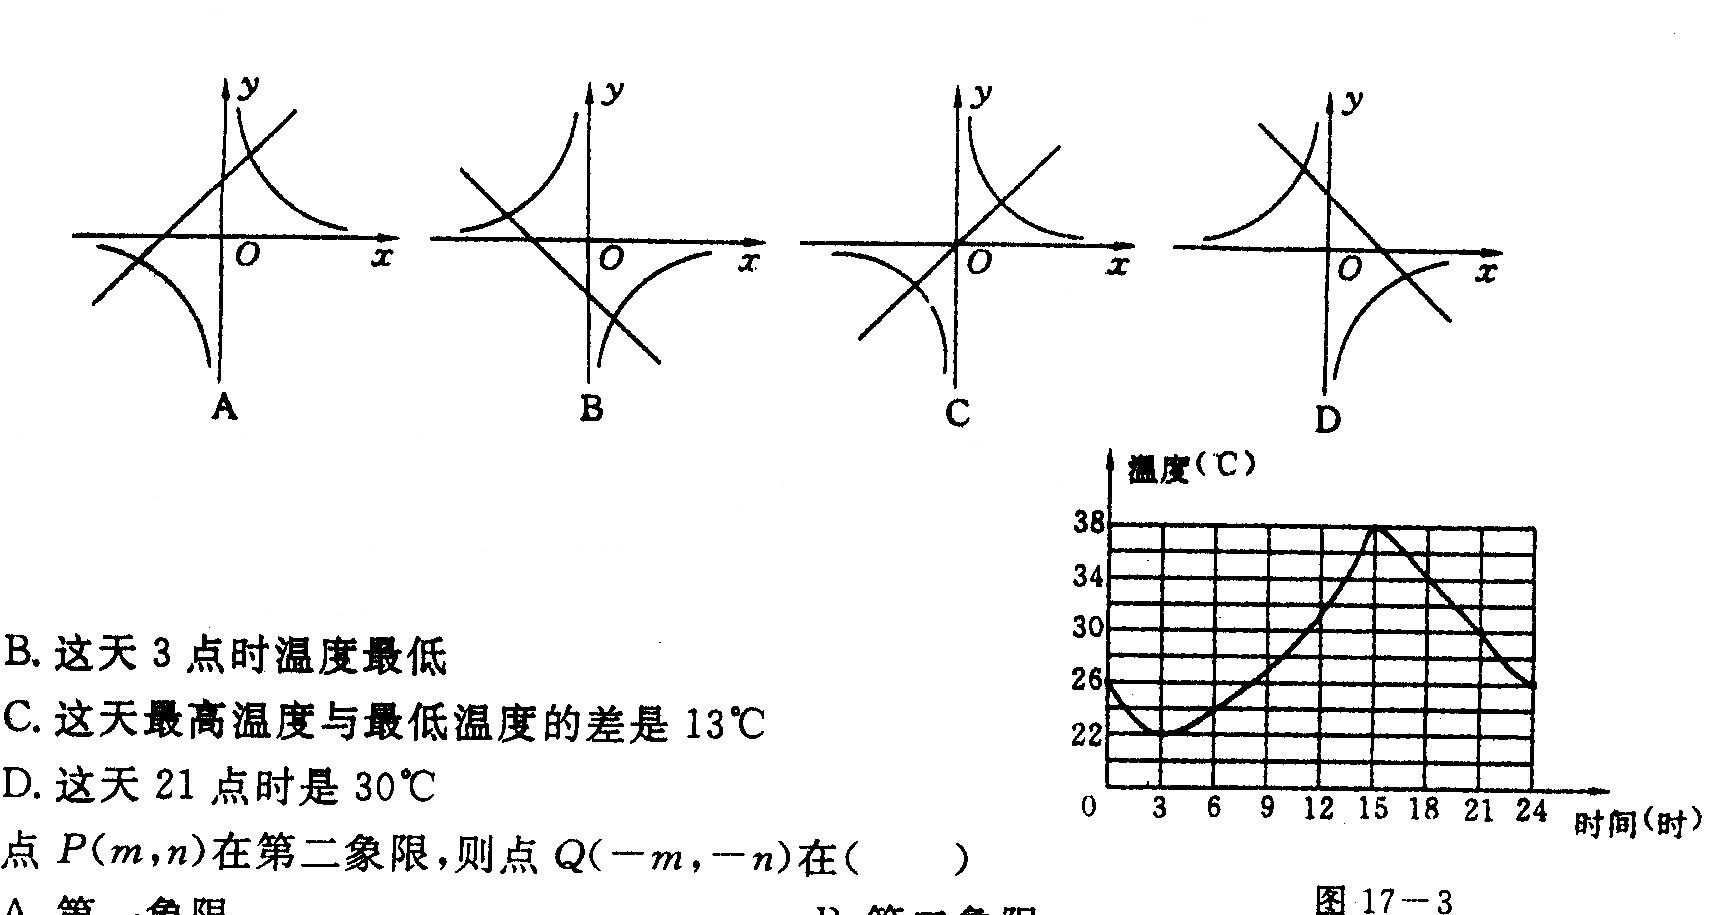 y y y y
O x O x O x O x
A B C D
温度(℃)
38
34
30
26
22
0 3 6 9 12 15 18 21 24
时间(时)
B. 这天 3 点时温度最低
C. 这天最高温度与最低温度的差是 13℃
D. 这天 21 点时是 30℃
点 P(m,n)在第二象限,则点 Q(-m,-n)在( )
图 17-3